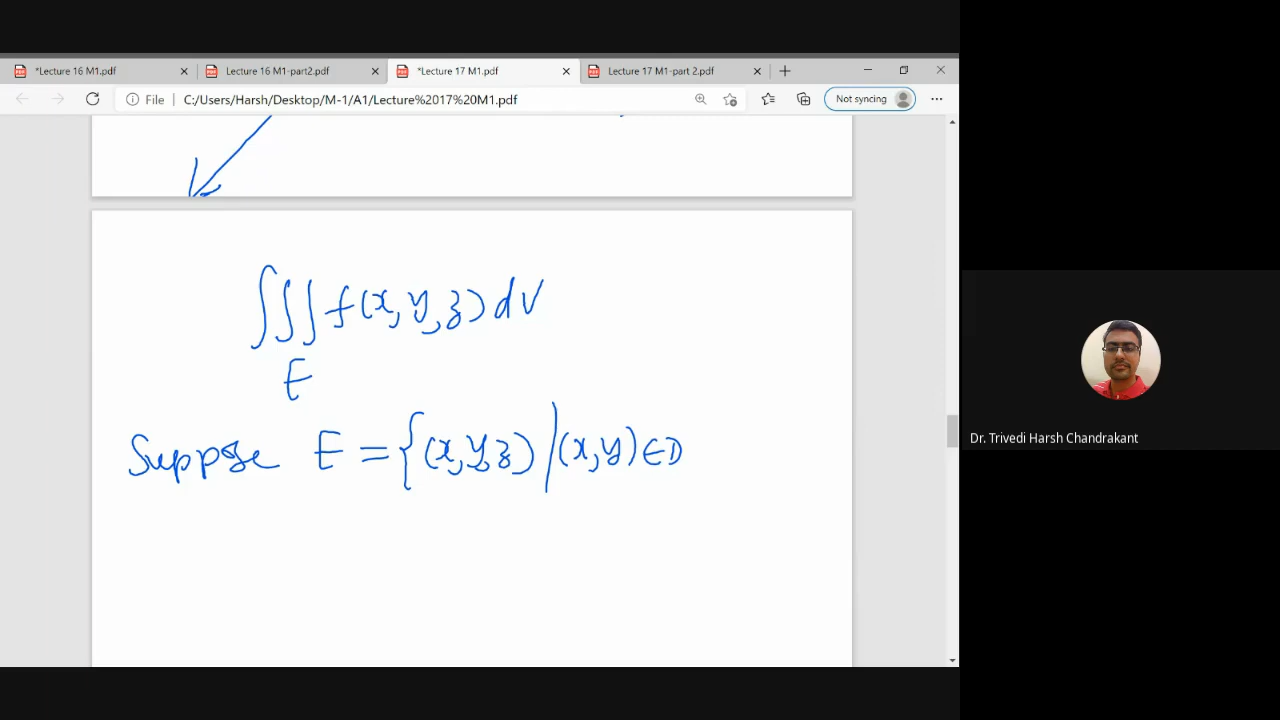 *Lecture 16 M1.pdf
Lecture 16 M1-part2.pdf
*Lecture 17 M1.pdf
Lecture 17 M1-part 2.pdf
File | C:/Users/Harsh/Desktop/M-1/A1/Lecture%2017%20M1.pdf
Not syncing
∭ f(x, y, z) dV
E
Suppose E = {(x, y, z) | (x, y) ∈ D
Dr. Trivedi Harsh Chandrakant